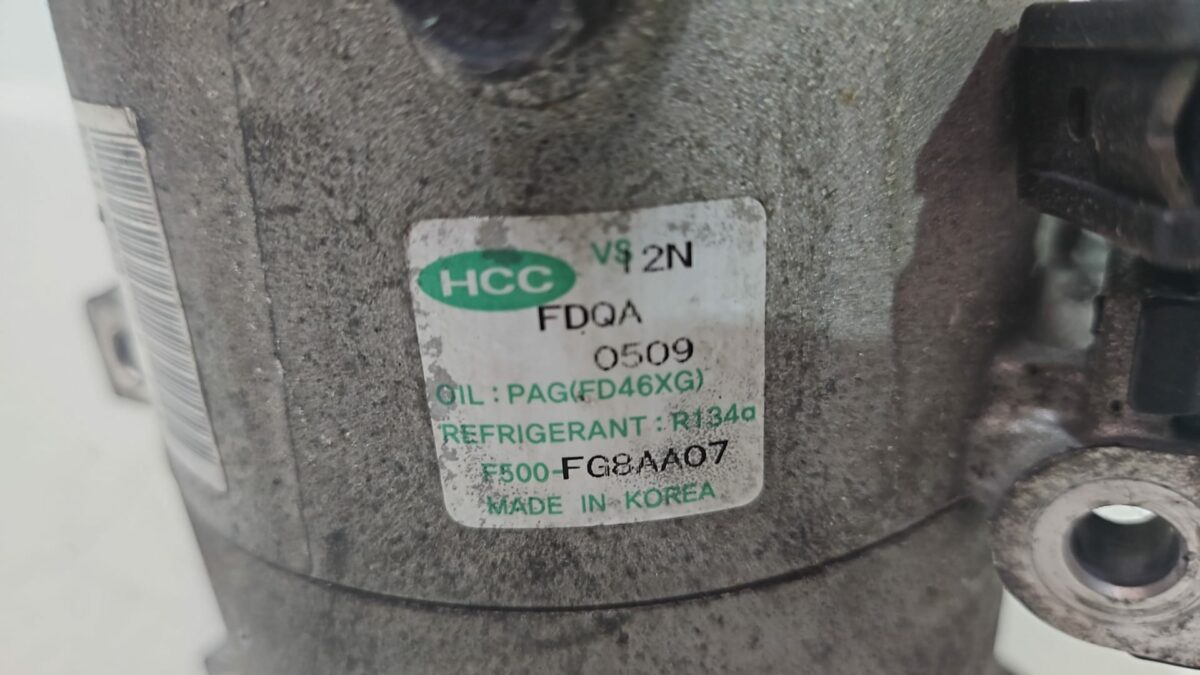 HCC VS12N
FDQA
0509
OIL : PAG(FD46XG)
REFRIGERANT : R134a
F500-FG8AA07
MADE IN KOREA